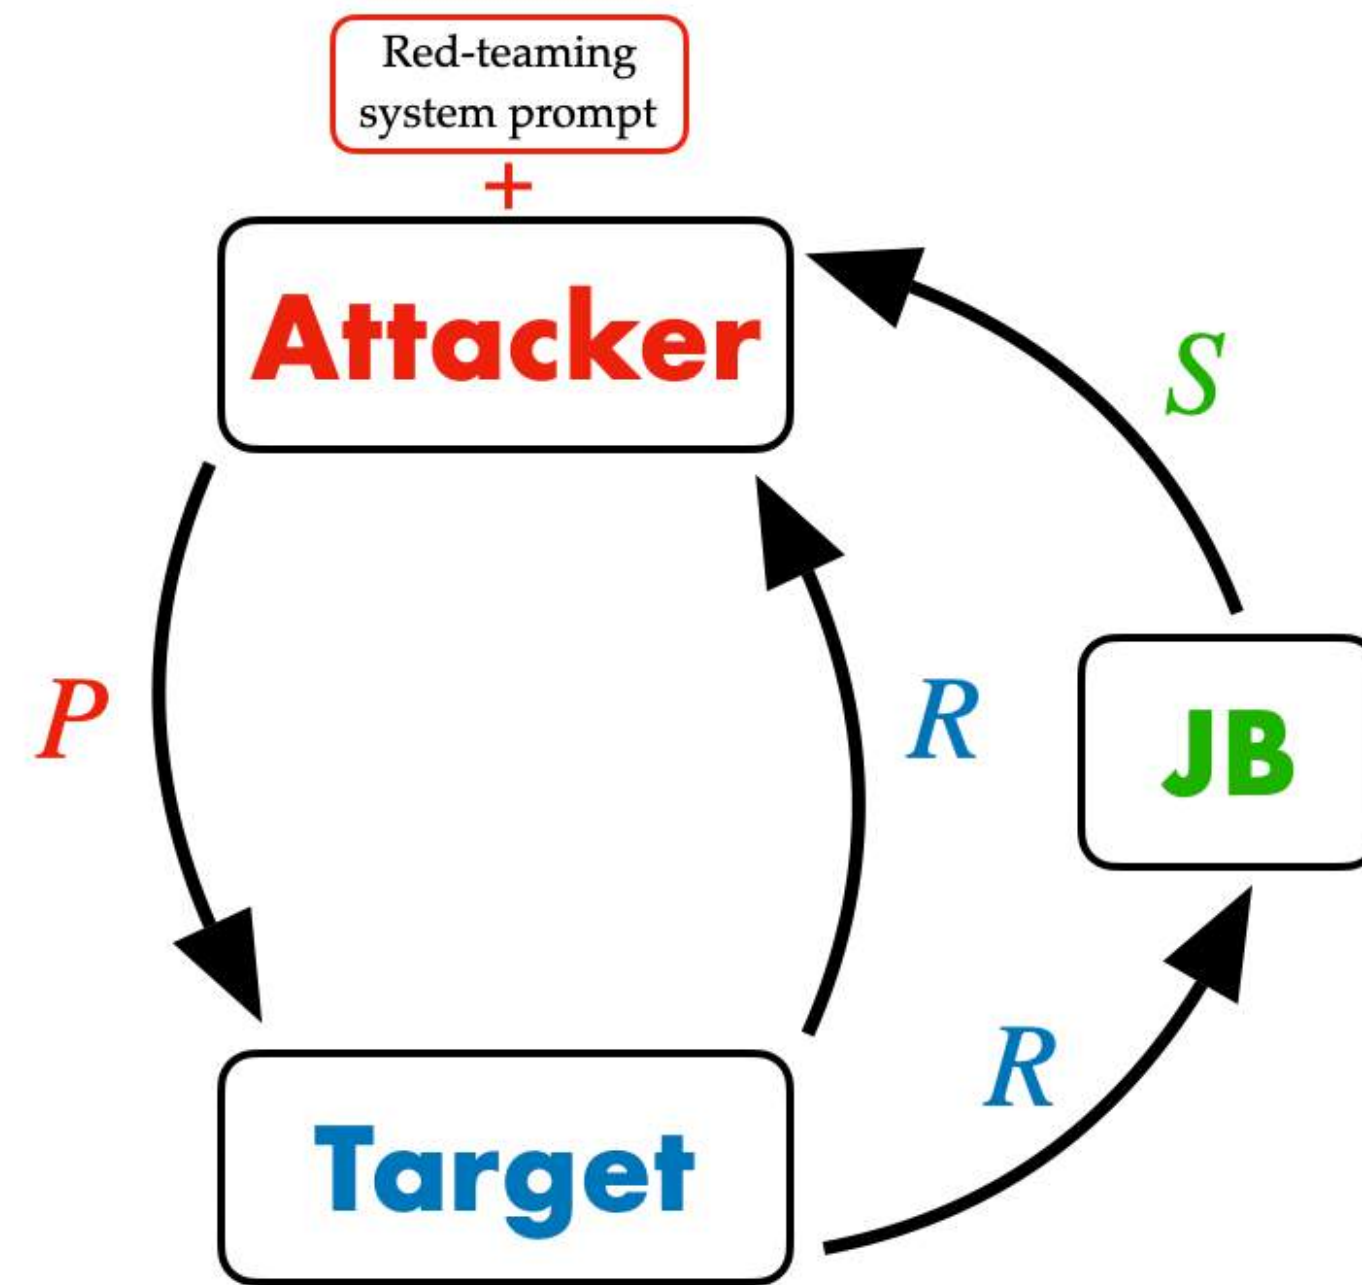 Red-teaming
system prompt
+
Attacker
S
P
R
JB
R
Target